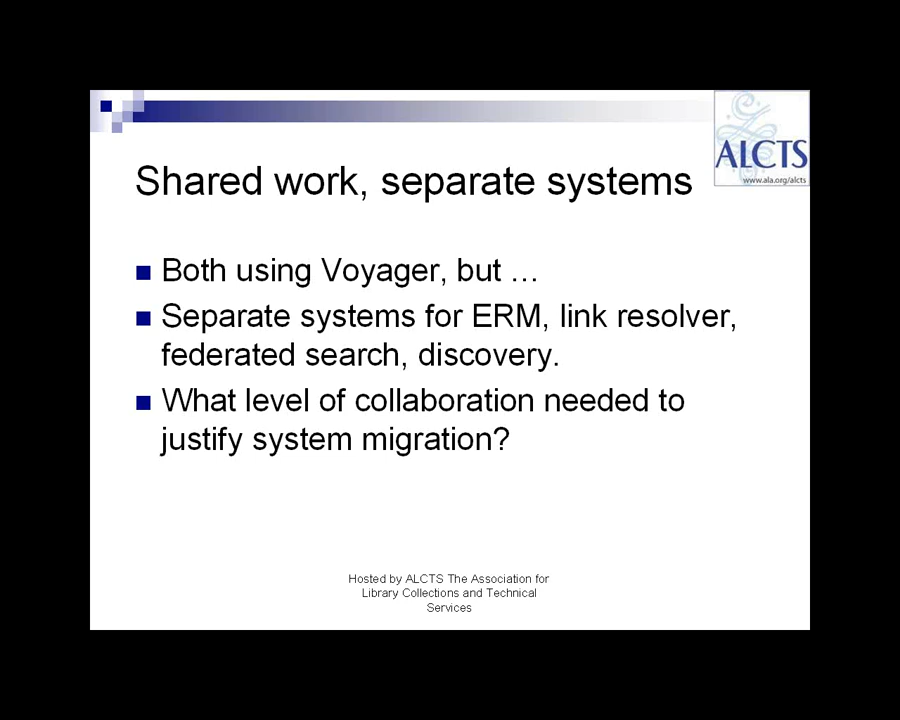 ALCTS
www.ala.org/alcts
Shared work, separate systems
Both using Voyager, but …
Separate systems for ERM, link resolver,
federated search, discovery.
What level of collaboration needed to
justify system migration?
Hosted by ALCTS The Association for
Library Collections and Technical
Services